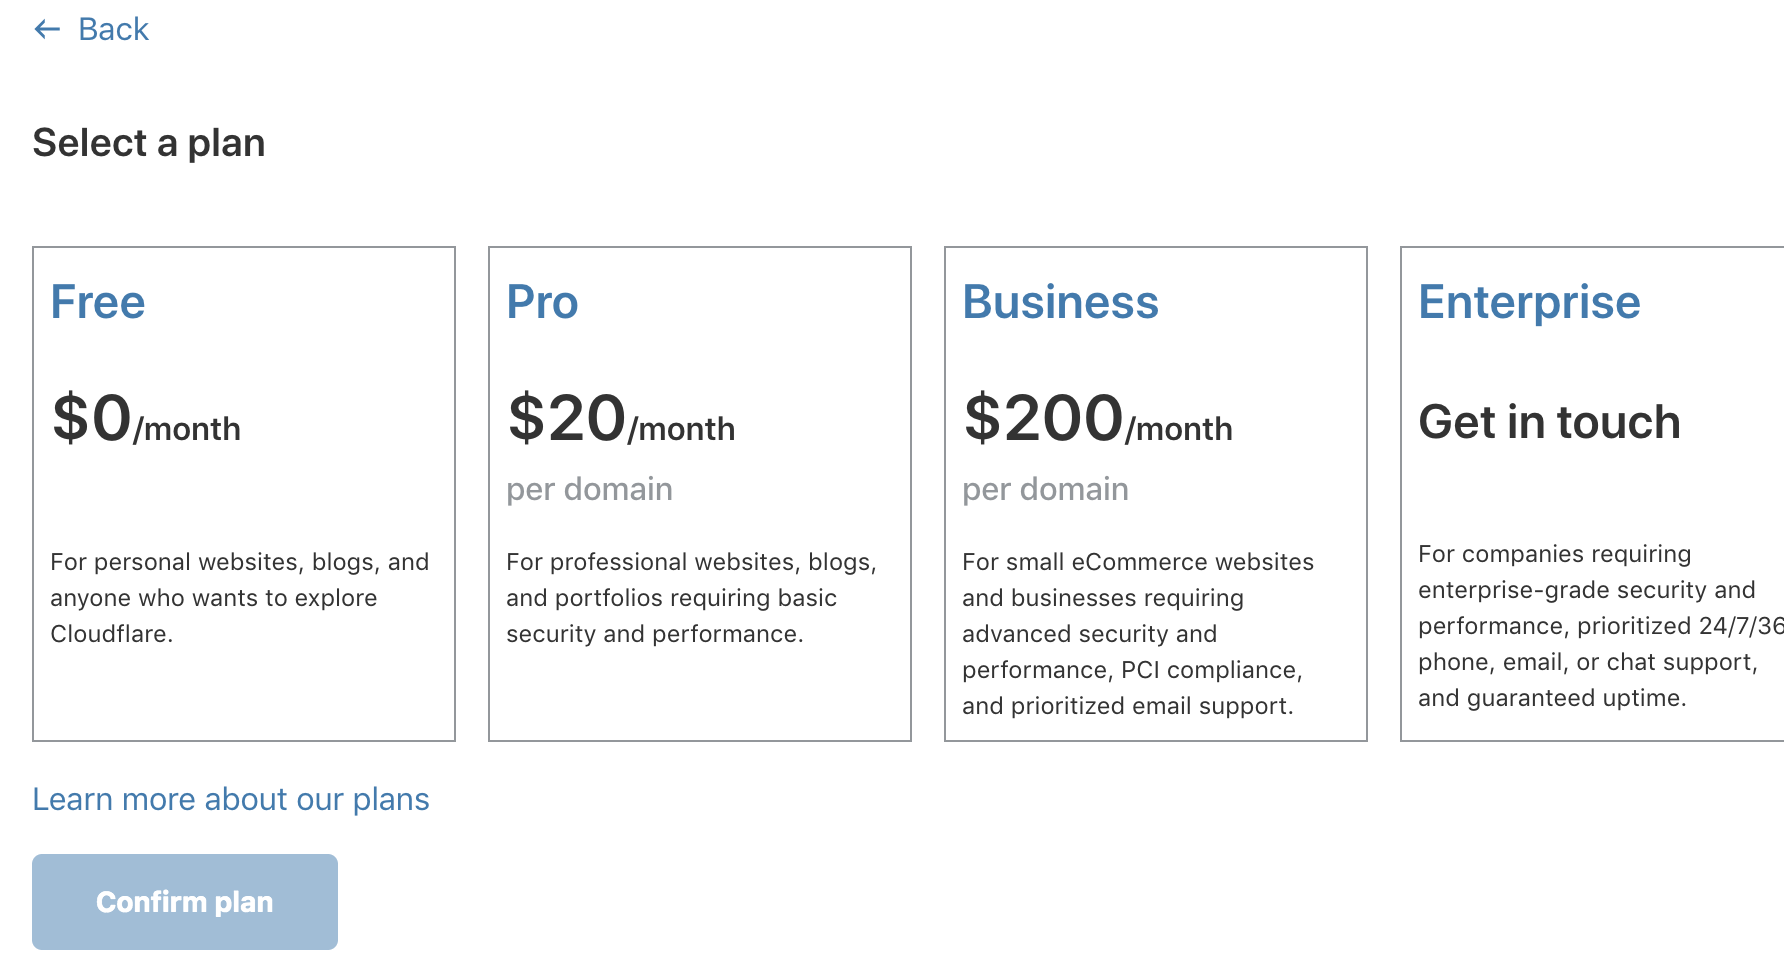 ← Back
Select a plan
Free
$0/month
For personal websites, blogs, and
anyone who wants to explore
Cloudflare.
Pro
$20/month
per domain
For professional websites, blogs,
and portfolios requiring basic
security and performance.
Business
$200/month
per domain
For small eCommerce websites
and businesses requiring
advanced security and
performance, PCI compliance,
and prioritized email support.
Enterprise
Get in touch
For companies requiring
enterprise-grade security and
performance, prioritized 24/7/36
phone, email, or chat support,
and guaranteed uptime.
Learn more about our plans
Confirm plan